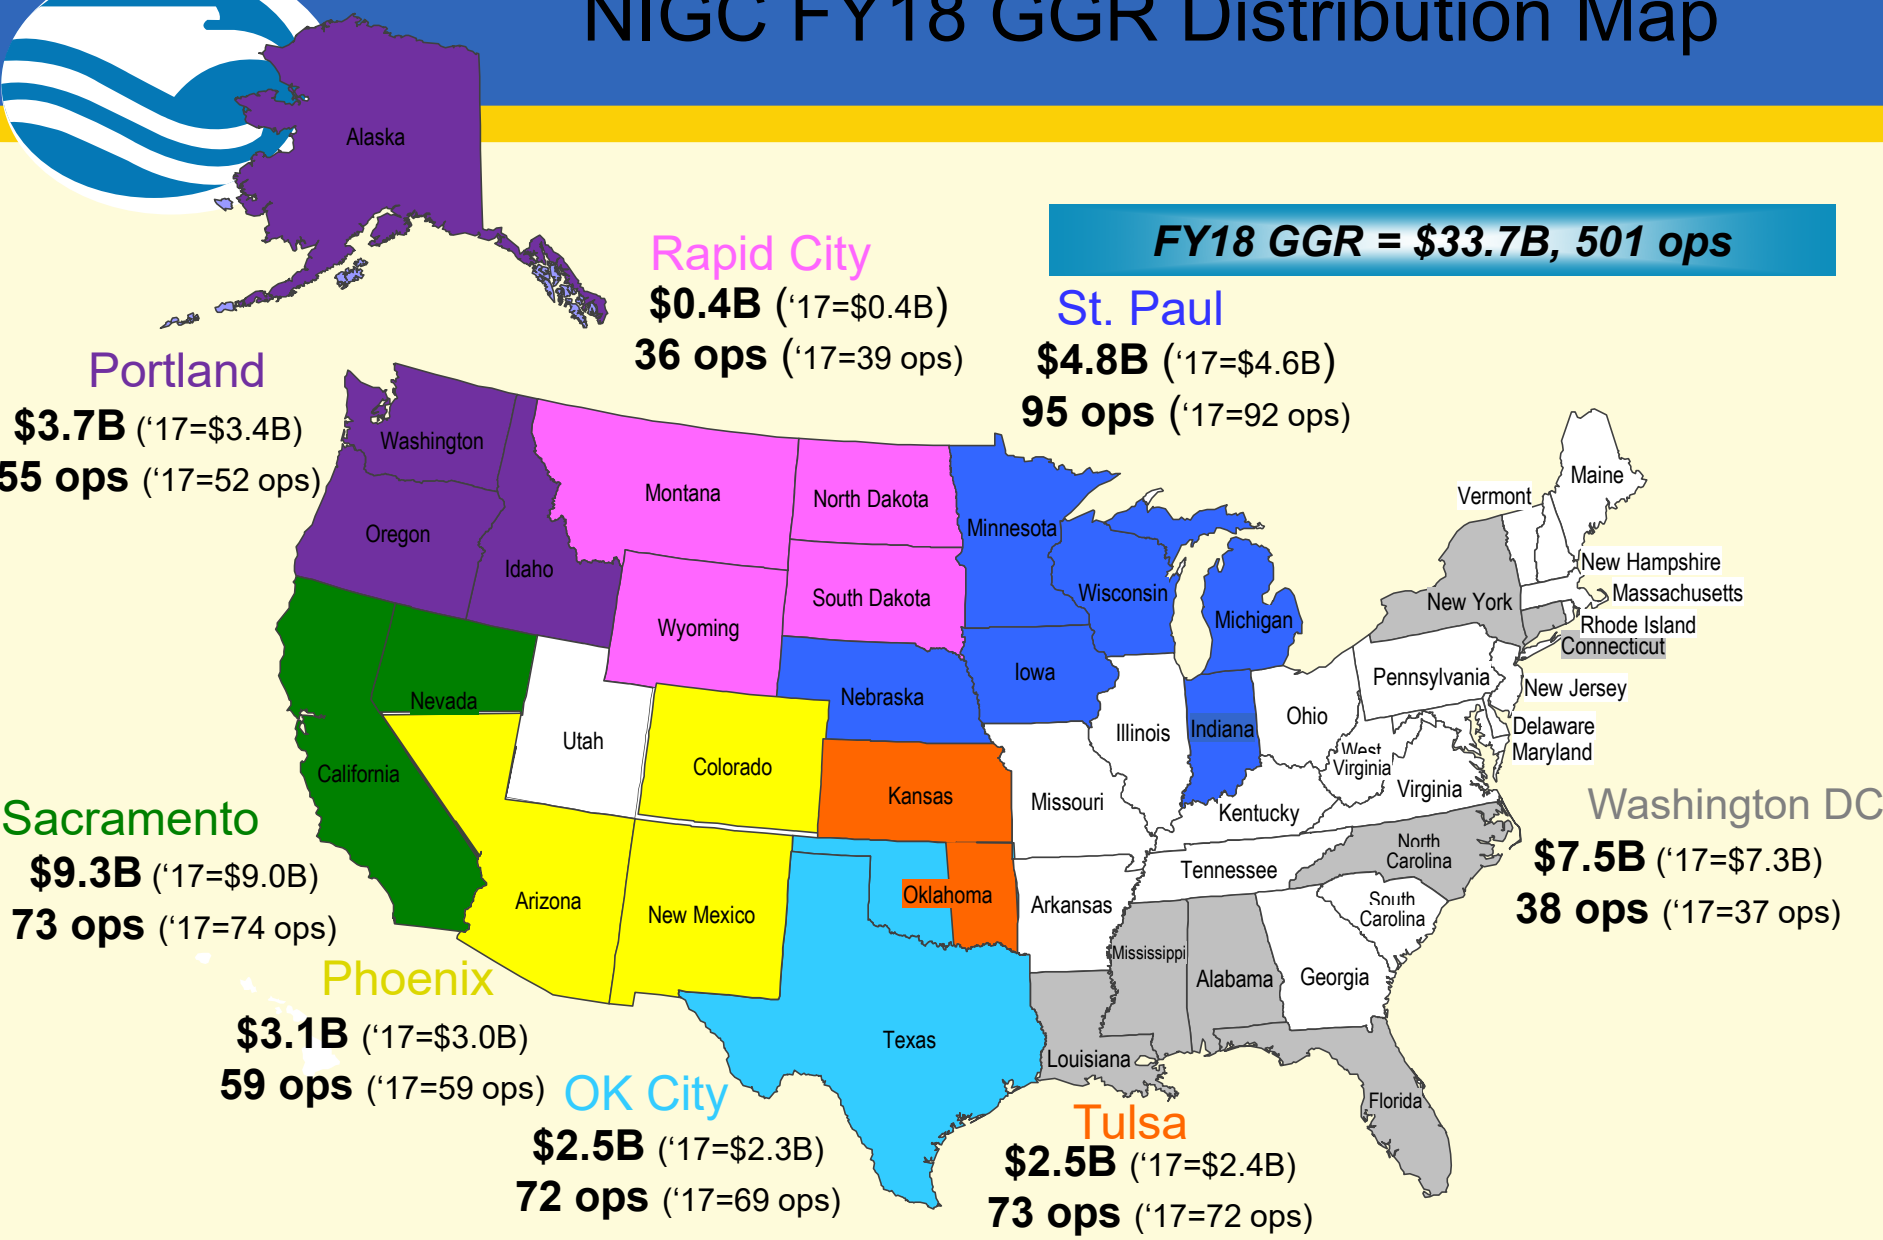 NIGC FY18 GGR Distribution Map
Alaska
FY18 GGR = $33.7B, 501 ops
Rapid City
$0.4B (‘17=$0.4B)
36 ops (‘17=39 ops)
St. Paul
$4.8B (‘17=$4.6B)
95 ops (‘17=92 ops)
Portland
$3.7B (‘17=$3.4B)
55 ops (‘17=52 ops)
Washington
Oregon
Idaho
Montana
North Dakota
South Dakota
Wyoming
Minnesota
Wisconsin
Michigan
Iowa
Nebraska
Indiana
Illinois
Ohio
Maine
Vermont
New Hampshire
Massachusetts
New York
Rhode Island
Connecticut
Pennsylvania
New Jersey
Delaware
Maryland
West
Virginia
Virginia
Kentucky
Nevada
California
Utah
Colorado
Kansas
Missouri
Sacramento
$9.3B (‘17=$9.0B)
73 ops (‘17=74 ops)
Washington DC
$7.5B (‘17=$7.3B)
38 ops (‘17=37 ops)
Arizona
New Mexico
Oklahoma
Arkansas
Tennessee
North
Carolina
South
Carolina
Mississippi
Alabama
Georgia
Texas
Louisiana
Florida
Phoenix
$3.1B (‘17=$3.0B)
59 ops (‘17=59 ops)
OK City
$2.5B (‘17=$2.3B)
72 ops (‘17=69 ops)
Tulsa
$2.5B (‘17=$2.4B)
73 ops (‘17=72 ops)